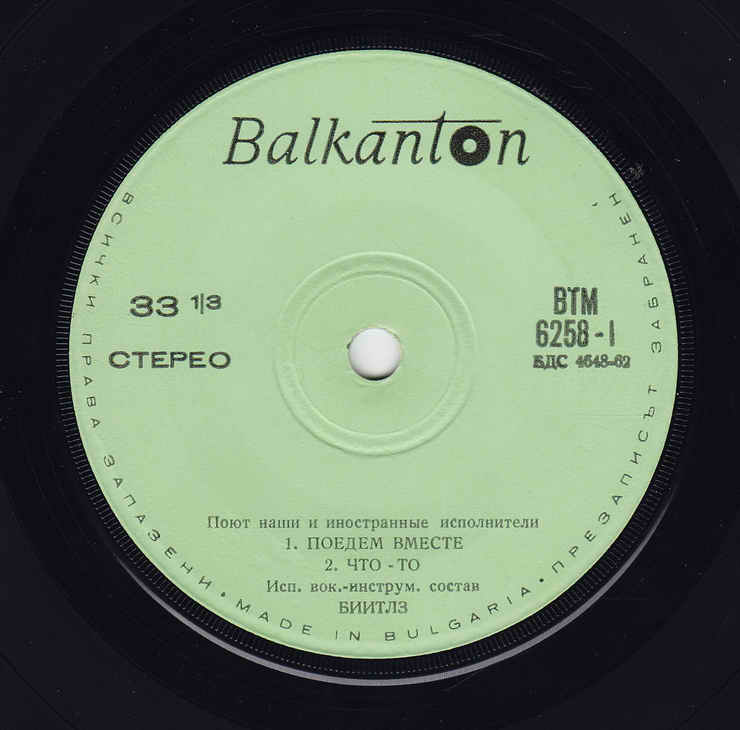 Balkanton
33 1/3
СТЕРЕО
ВТМ
6258-1
БДС 4648-62
Поют наши и иностранные исполнители
1. ПОЕДЕМ ВМЕСТЕ
2. ЧТО-ТО
Исп. вок.-инструм. состав
БИИТЛЗ
ВСИЧКИ ПРАВА ЗАПАЗЕНИ • MADE IN BULGARIA • ПРЕЗАПИСЪТ ЗАБРАНЕН